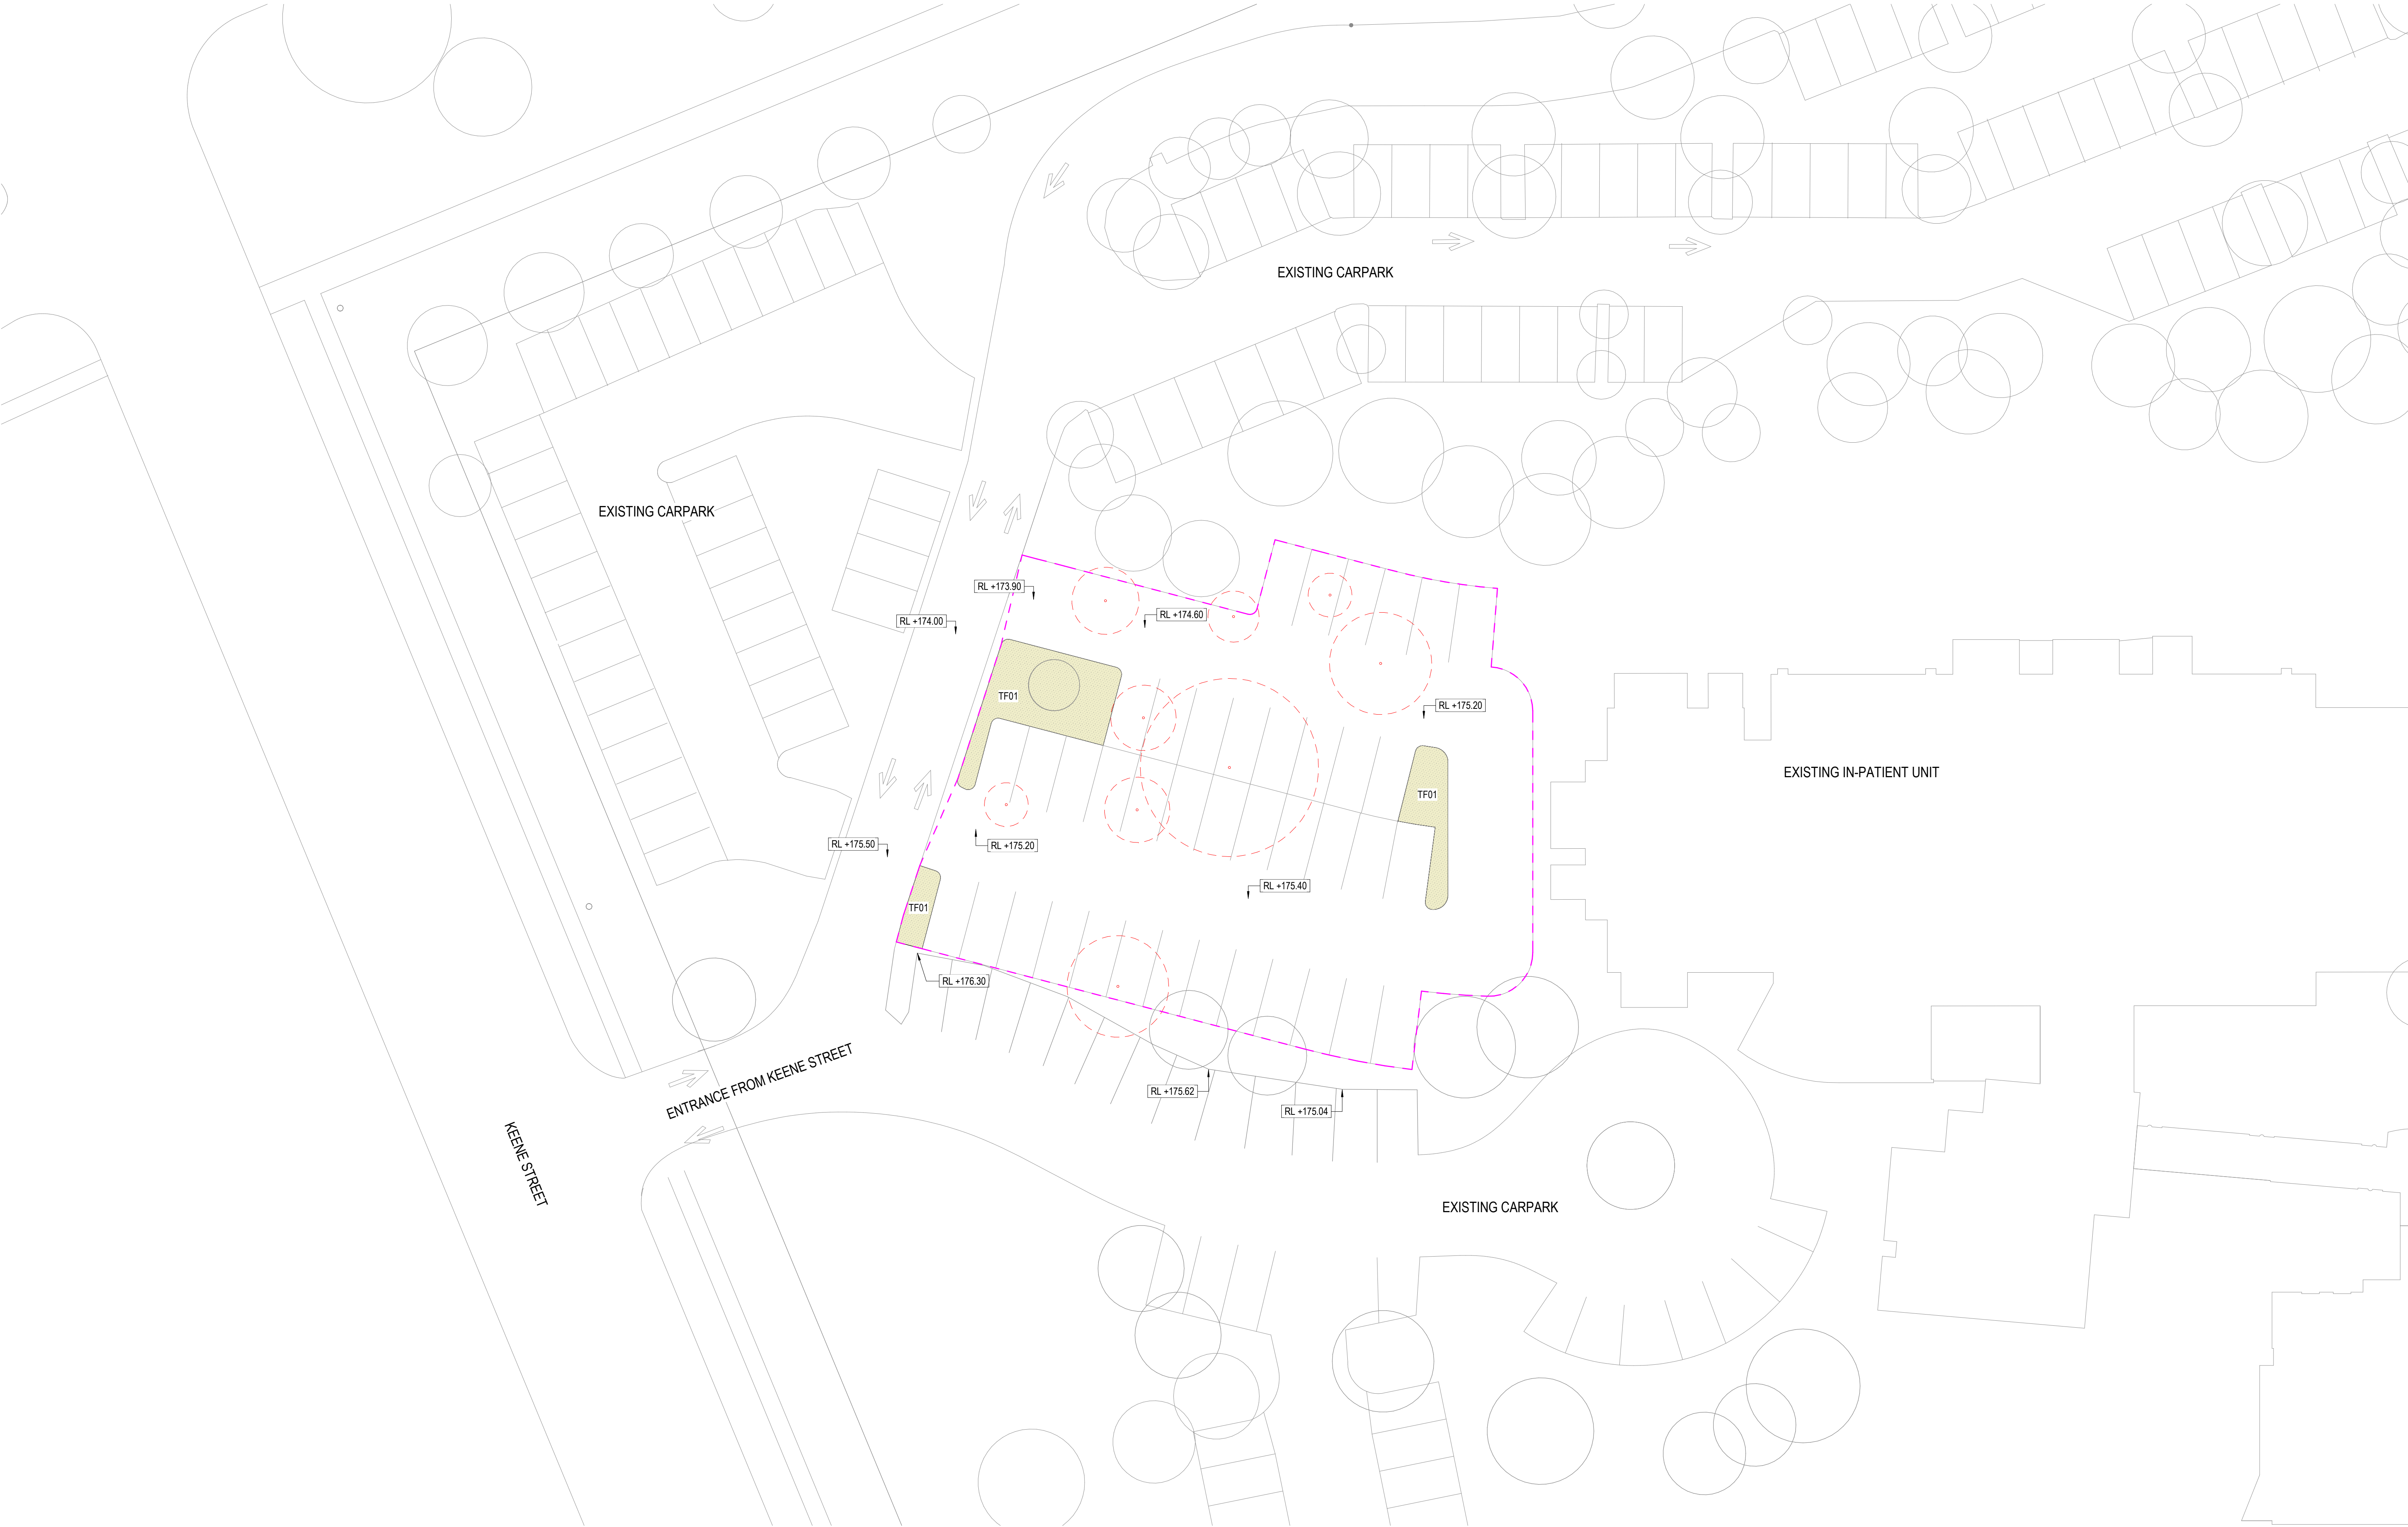 EXISTING CARPARK
EXISTING CARPARK
RL +173.90
RL +174.60
RL +174.00
TF01
RL +175.20
EXISTING IN-PATIENT UNIT
TF01
RL +175.50
RL +175.20
RL +175.40
TF01
RL +176.30
ENTRANCE FROM KEENE STREET
RL +175.62
RL +175.04
KEENE STREET
EXISTING CARPARK